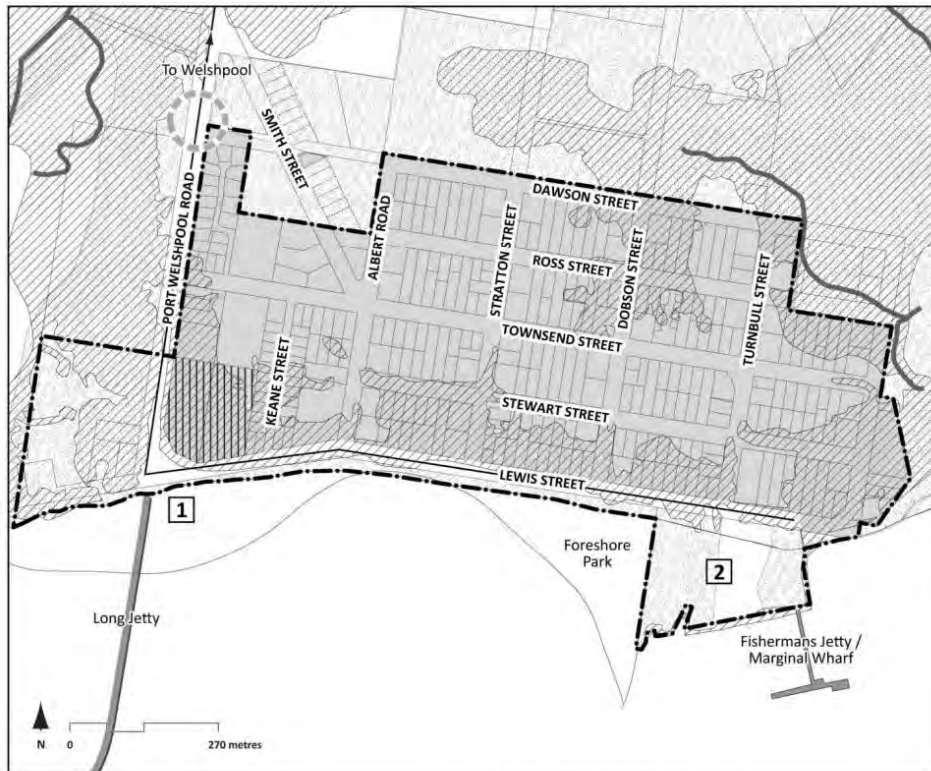 To Welshpool
SMITH STREET
PORT WELSHPOOL ROAD
ALBERT ROAD
DAWSON STREET
STRATTON STREET
ROSS STREET
DOBSON STREET
TURNBULL STREET
TOWNSEND STREET
KEANE STREET
STEWART STREET
LEWIS STREET
1
Foreshore
Park
2
Long Jetty
Fishermans Jetty /
Marginal Wharf
N
0
270 metres